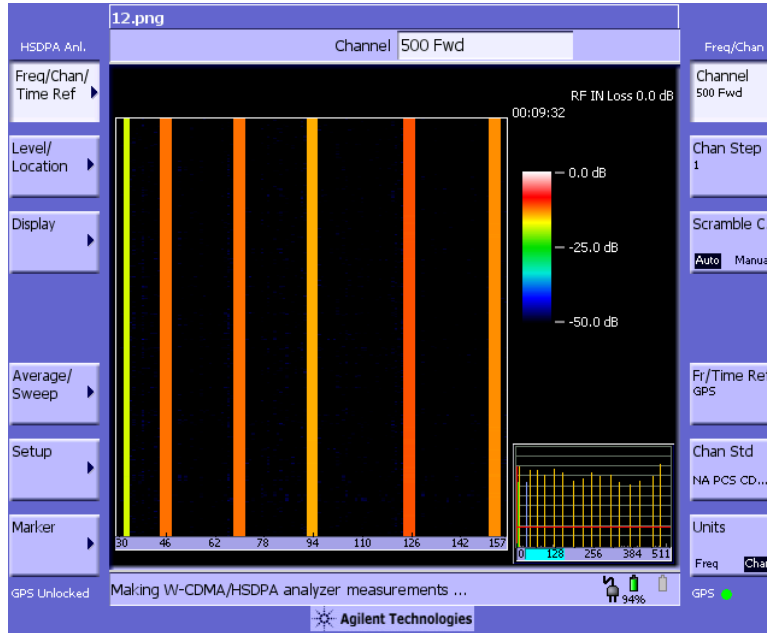 12.png
HSDPA Anl.
Channel 500 Fwd
Freq/Chan
Freq/Chan/
Time Ref
Channel
500 Fwd
RF IN Loss 0.0 dB
00:09:32
Level/
Location
Chan Step
1
0.0 dB
Display
Scramble C
-25.0 dB
Auto Manua
-50.0 dB
Average/
Sweep
Fr/Time Ref
GPS
Setup
Chan Std
NA PCS CD...
Marker
Units
30 46 62 78 94 110 126 142 157
0 128 256 384 511
Freq Chan
GPS Unlocked
Making W-CDMA/HSDPA analyzer measurements ...
94%
GPS
Agilent Technologies